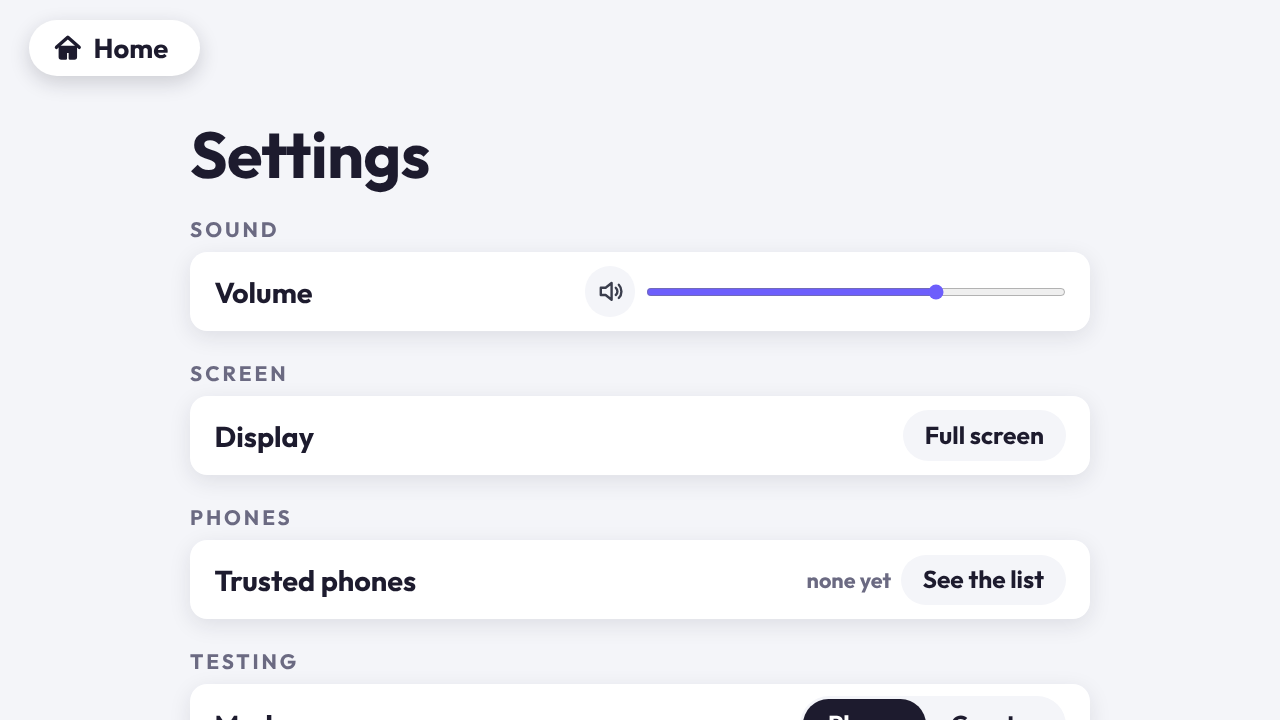 Home
Settings
SOUND
Volume
SCREEN
Display Full screen
PHONES
Trusted phones none yet See the list
TESTING